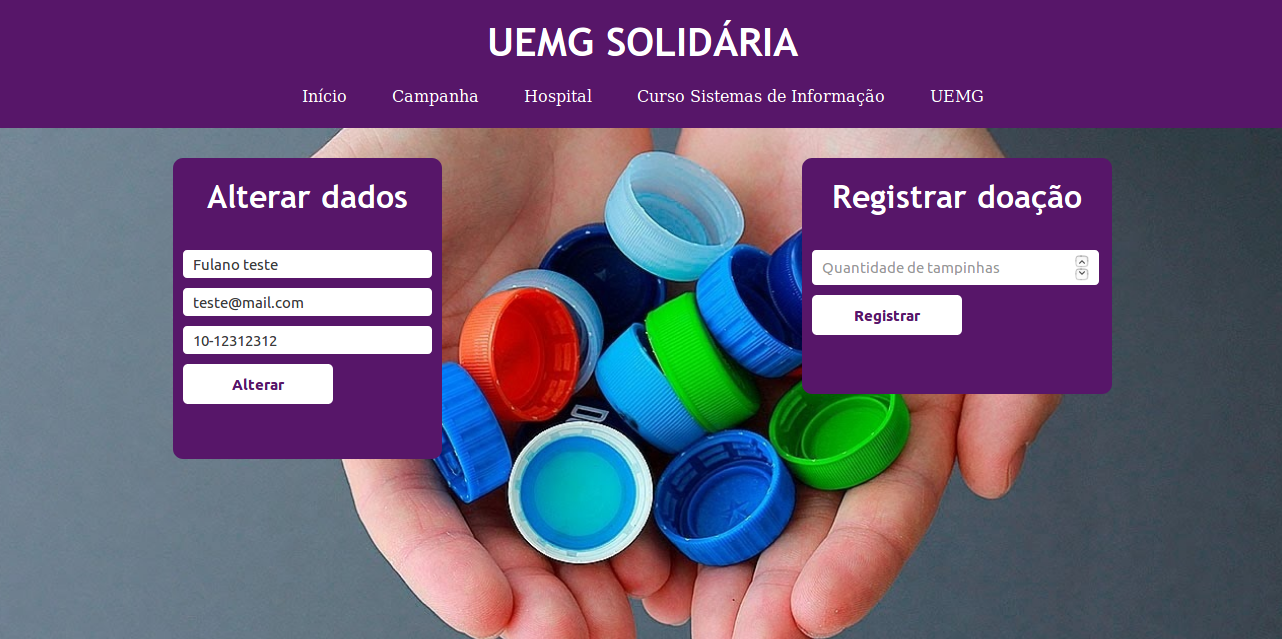 UEMG SOLIDÁRIA
Início Campanha Hospital Curso Sistemas de Informação UEMG
Alterar dados
Fulano teste
teste@mail.com
10-12312312
Alterar
Registrar doação
Quantidade de tampinhas
Registrar